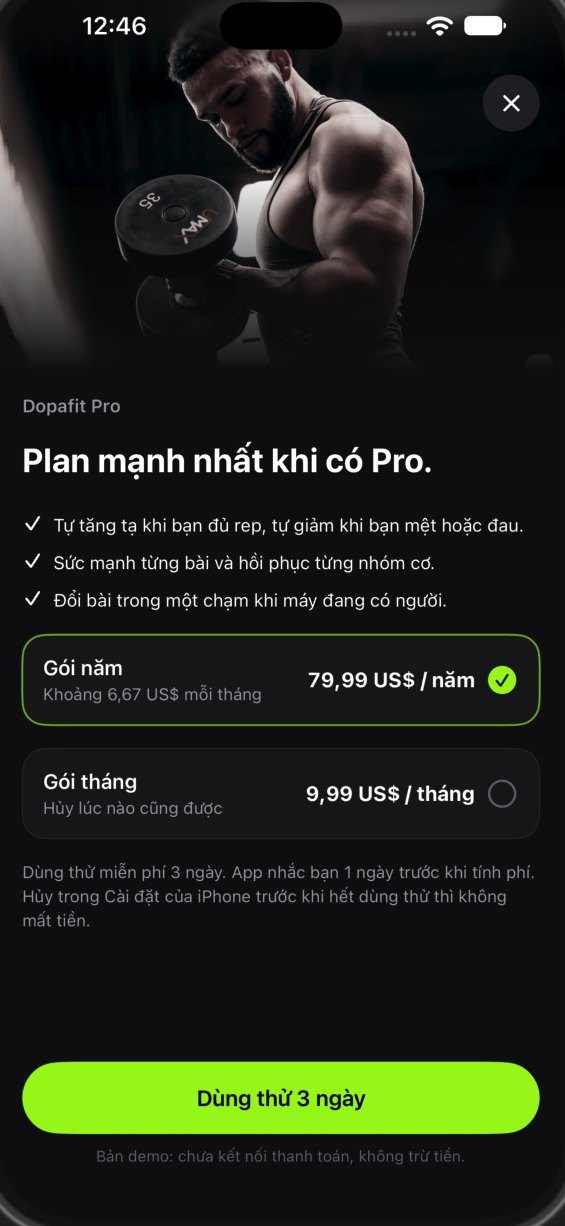 12:46
35
UMAX
Dopafit Pro
Plan mạnh nhất khi có Pro.
Tự tăng tạ khi bạn đủ rep, tự giảm khi bạn mệt hoặc đau.
Sức mạnh từng bài và hồi phục từng nhóm cơ.
Đổi bài trong một chạm khi máy đang có người.
Gói năm
79,99 US$ / năm
Khoảng 6,67 US$ mỗi tháng
Gói tháng
9,99 US$ / tháng
Hủy lúc nào cũng được
Dùng thử miễn phí 3 ngày. App nhắc bạn 1 ngày trước khi tính phí.
Hủy trong Cài đặt của iPhone trước khi hết dùng thử thì không
mất tiền.
Dùng thử 3 ngày
Bản demo: chưa kết nối thanh toán, không trừ tiền.